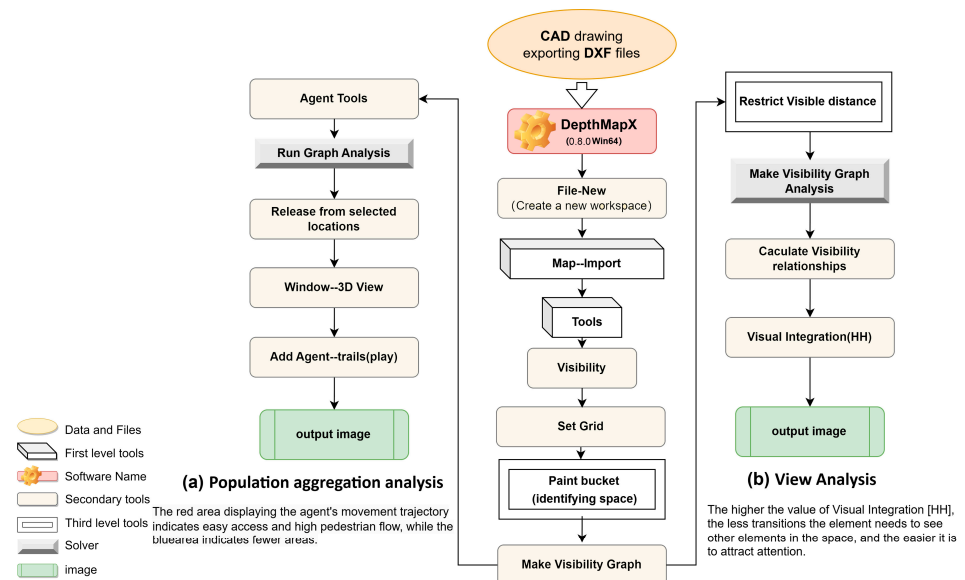 CAD drawing
exporting DXF files
DepthMapX
(0.8.0 Win64)
File-New
(Create a new workspace)
Map--Import
Tools
Visibility
Set Grid
Paint bucket
(identifying space)
Make Visibility Graph
Agent Tools
Run Graph Analysis
Release from selected
locations
Window--3D View
Add Agent--trails(play)
output image
(a) Population aggregation analysis
The red area displaying the agent's movement trajectory
indicates easy access and high pedestrian flow, while the
bluearea indicates fewer areas.
Restrict Visible distance
Make Visibility Graph
Analysis
Caculate Visibility
relationships
Visual Integration(HH)
output image
(b) View Analysis
The higher the value of Visual Integration [HH],
the less transitions the element needs to see
other elements in the space, and the easier it is
to attract attention.
Data and Files
First level tools
Software Name
Secondary tools
Third level tools
Solver
image